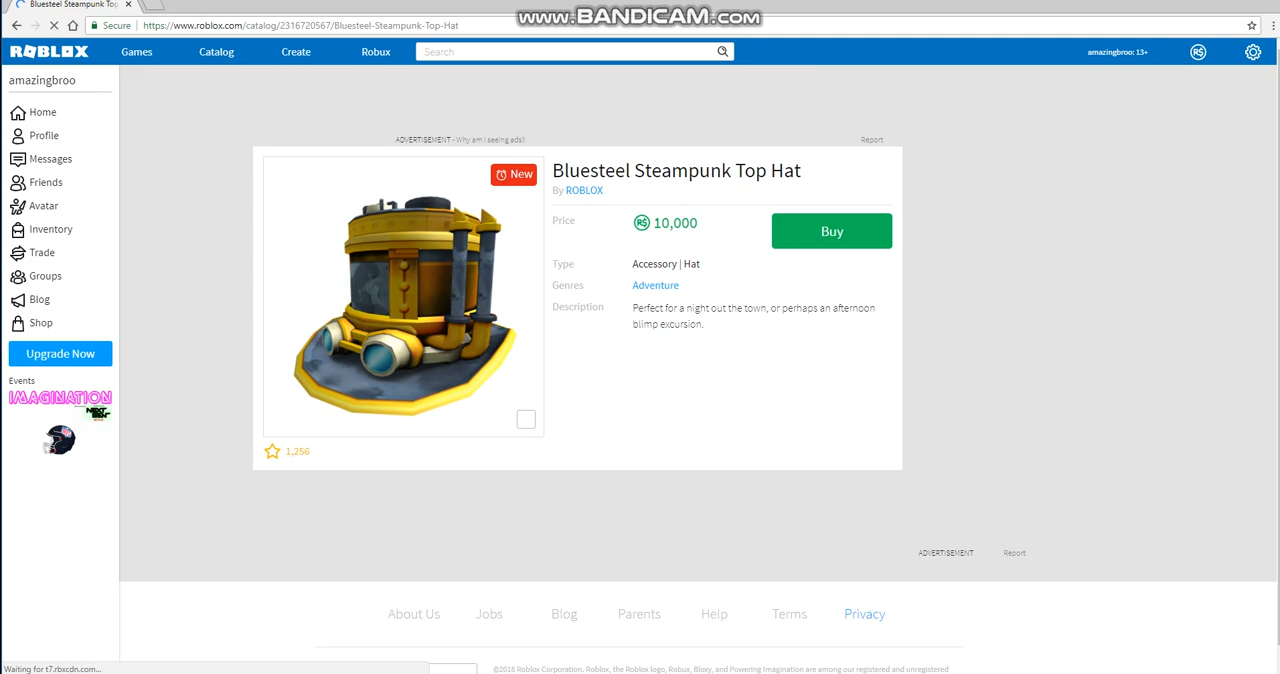 Bluesteel Steampunk Top
www.BANDICAM.com
Secure
https://www.roblox.com/catalog/2316720567/Bluesteel-Steampunk-Top-Hat
ROBLOX
Games
Catalog
Create
Robux
Search
amazingbroo: 13+
R$
amazingbroo
Home
Profile
Messages
Friends
Avatar
Inventory
Trade
Groups
Blog
Shop
Upgrade Now
Events
IMAGINATION
NEXT
GEN
ADVERTISEMENT - Why am I seeing ads?
Report
New
Bluesteel Steampunk Top Hat
By ROBLOX
Price R$ 10,000
Buy
Type Accessory | Hat
Genres Adventure
Description Perfect for a night out the town, or perhaps an afternoon
blimp excursion.
1,256
ADVERTISEMENT Report
About Us Jobs Blog Parents Help Terms Privacy
Waiting for t7.rbxcdn.com...
©2018 Roblox Corporation. Roblox, the Roblox logo, Robux, Bloxy, and Powering Imagination are among our registered and unregistered